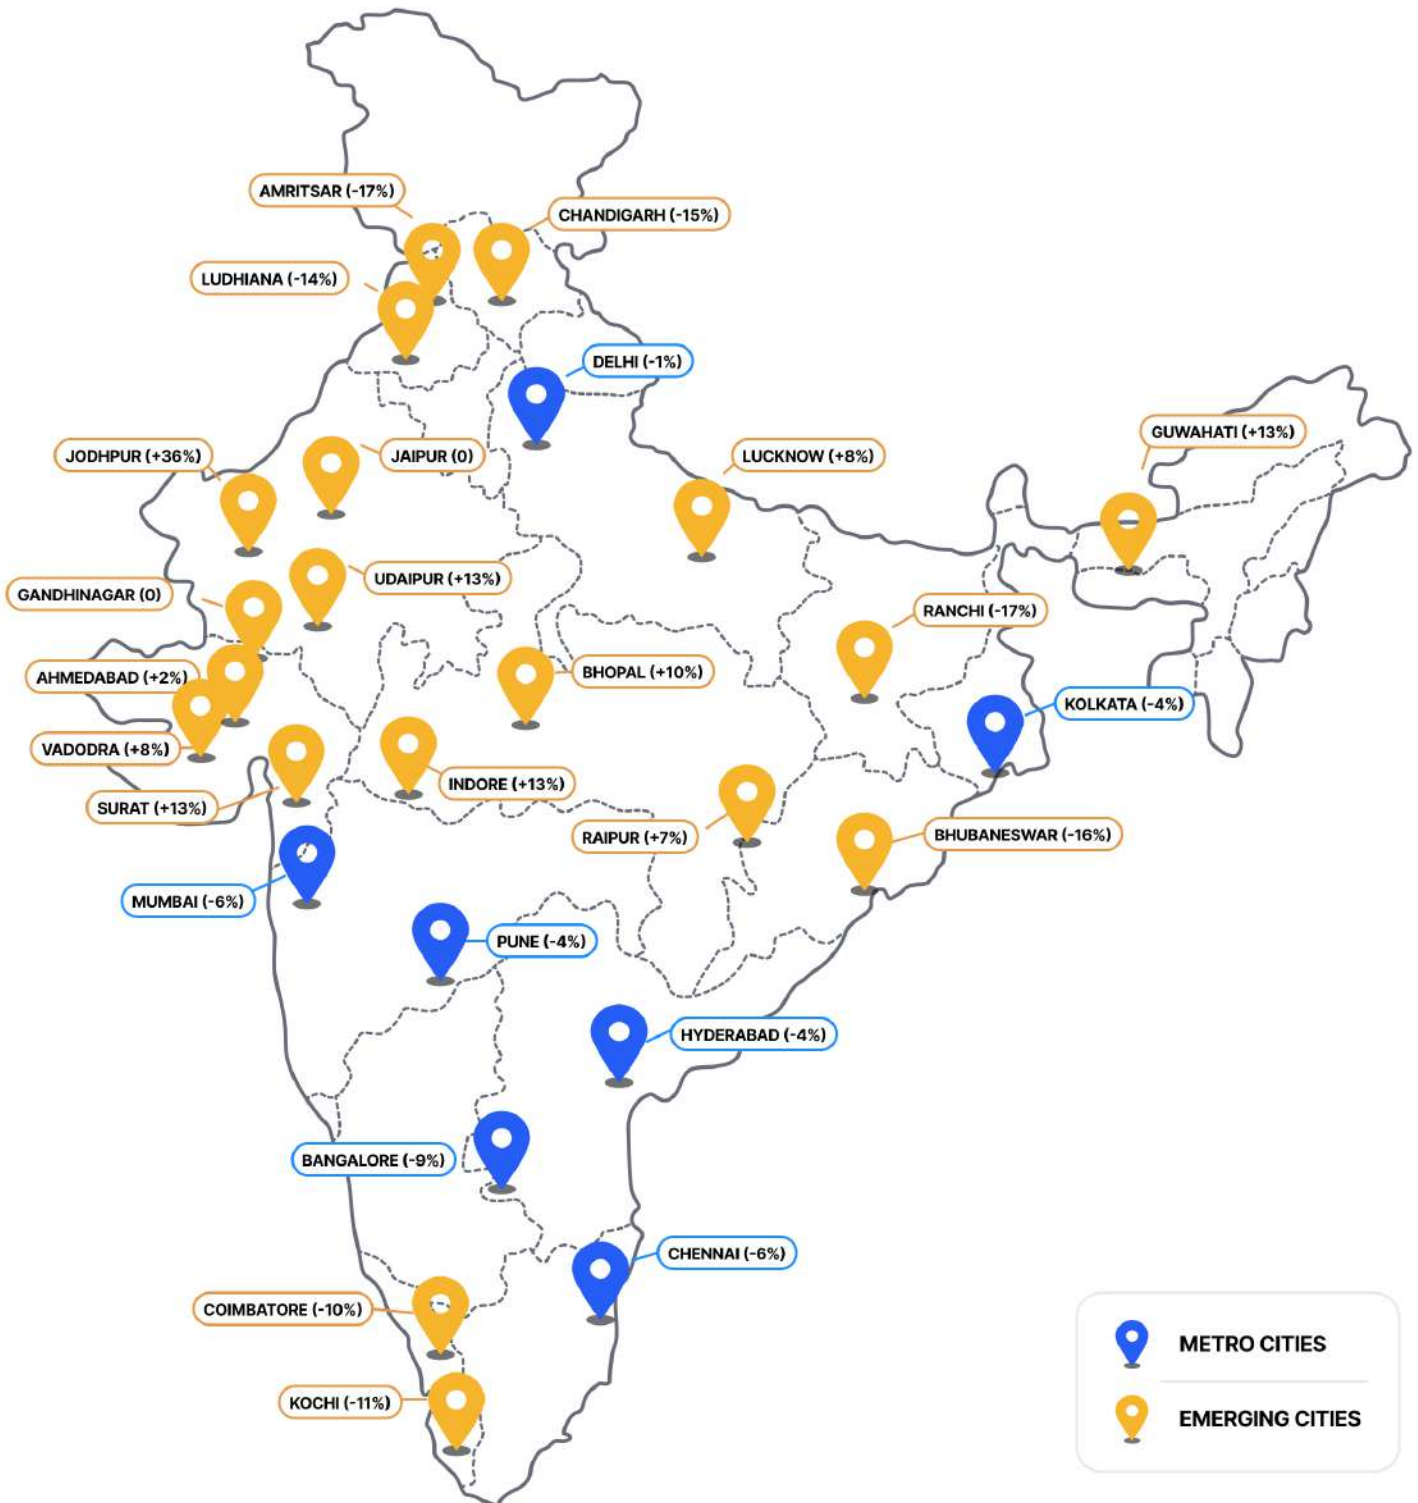 AMRITSAR (-17%)
CHANDIGARH (-15%)
LUDHIANA (-14%)
DELHI (-1%)
GUWAHATI (+13%)
JODHPUR (+36%)
JAIPUR (0)
LUCKNOW (+8%)
UDAIPUR (+13%)
GANDHINAGAR (0)
RANCHI (-17%)
AHMEDABAD (+2%)
BHOPAL (+10%)
KOLKATA (-4%)
VADODRA (+8%)
INDORE (+13%)
SURAT (+13%)
RAIPUR (+7%)
BHUBANESWAR (-16%)
MUMBAI (-6%)
PUNE (-4%)
HYDERABAD (-4%)
BANGALORE (-9%)
CHENNAI (-6%)
COIMBATORE (-10%)
KOCHI (-11%)
METRO CITIES
EMERGING CITIES